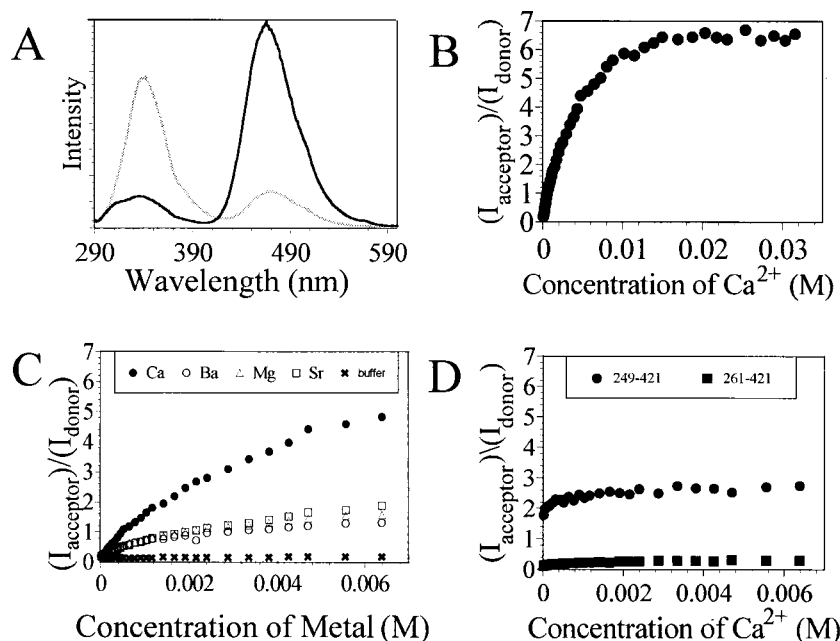 A
Intensity
290 390 490 590
Wavelength (nm)
B
(I_acceptor)/(I_donor)
7
6
5
4
3
2
1
0
0 0.01 0.02 0.03
Concentration of Ca²⁺ (M)
C
(I_acceptor)/(I_donor)
7
6
5
4
3
2
1
0
Ca Ba Mg Sr buffer
0 0.002 0.004 0.006
Concentration of Metal (M)
D
(I_acceptor)\(I_donor)
7
6
5
4
3
2
1
0
249-421 261-421
0 0.002 0.004 0.006
Concentration of Ca²⁺ (M)